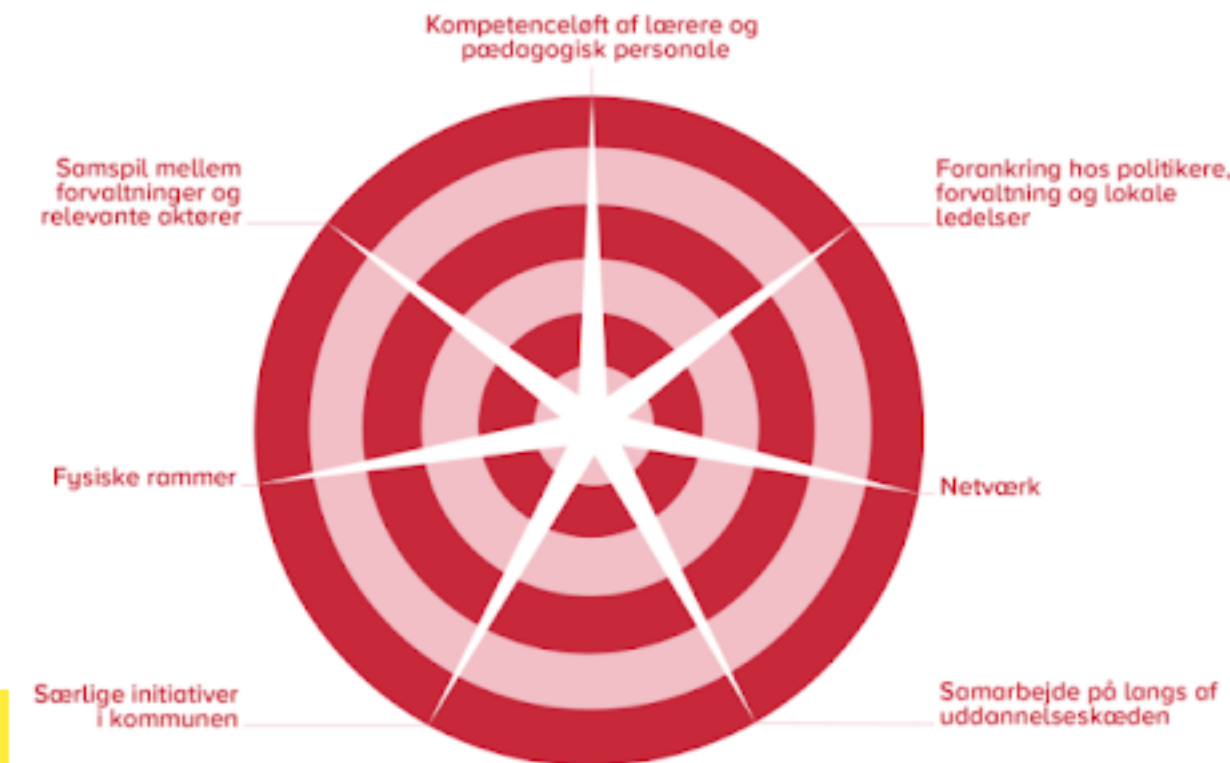 Kompetenceløft af lærere og
pædagogisk personale
Samspil mellem
forvaltninger og
relevante aktører
Forankring hos politikere,
forvaltning og lokale
ledelser
Fysiske rammer
Netværk
Særlige initiativer
i kommunen
Samarbejde på langs af
uddannelseskæden